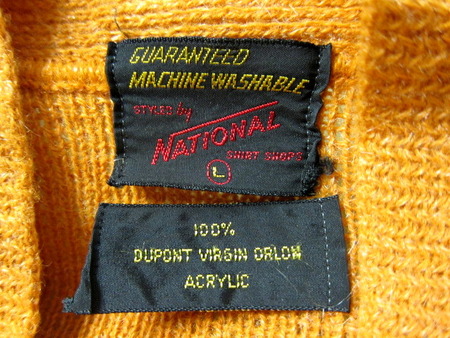 GUARANTEED
MACHINE WASHABLE
STYLED by
NATIONAL
SHIRT SHOPS
L
100%
DUPONT VIRGIN ORLON
ACRYLIC